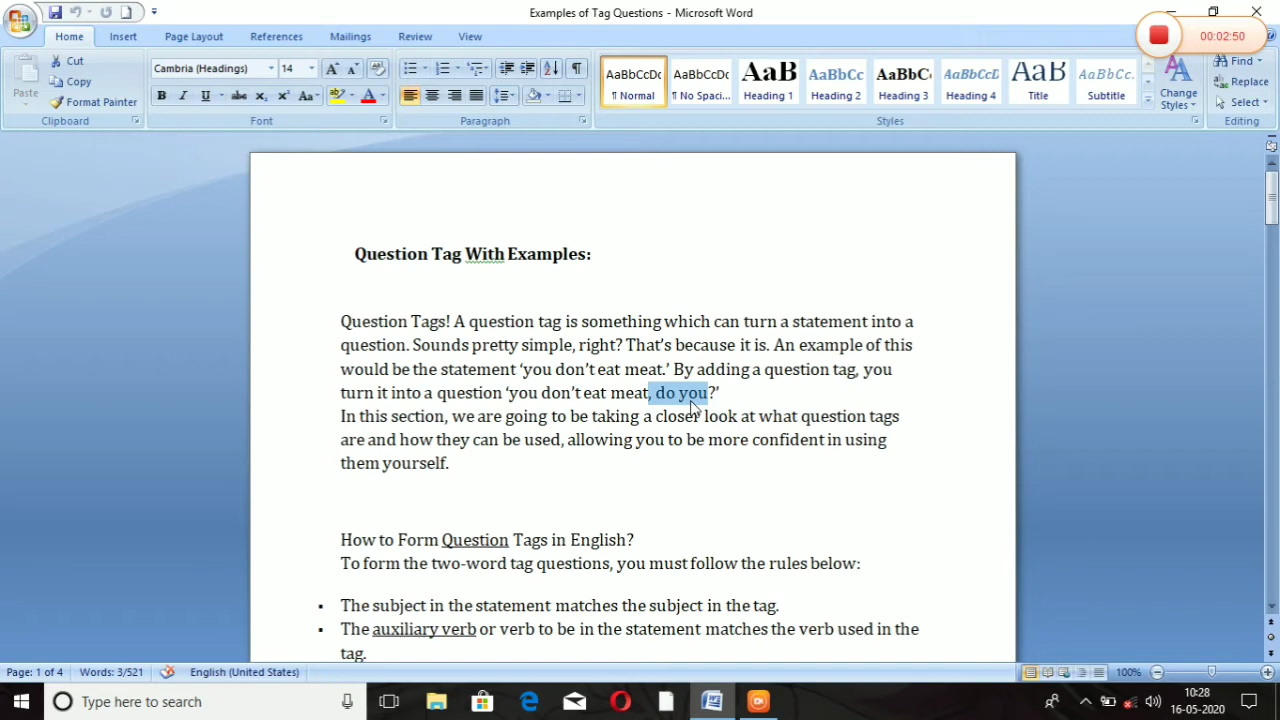 Examples of Tag Questions - Microsoft Word
00:02:50
Home Insert Page Layout References Mailings Review View
Paste
Cut
Copy
Format Painter
Clipboard
Cambria (Headings) 14
Font
Paragraph
AaBbCcDc AaBbCcDc AaB AaBbCc AaBbC AaBbCcD AaB AaBbCc.
¶ Normal ¶ No Spaci... Heading 1 Heading 2 Heading 3 Heading 4 Title Subtitle
Change
Styles
Styles
Find
Replace
Select
Editing
Question Tag With Examples:
Question Tags! A question tag is something which can turn a statement into a
question. Sounds pretty simple, right? That’s because it is. An example of this
would be the statement ‘you don’t eat meat.’ By adding a question tag, you
turn it into a question ‘you don’t eat meat, do you?’
In this section, we are going to be taking a closer look at what question tags
are and how they can be used, allowing you to be more confident in using
them yourself.
How to Form Question Tags in English?
To form the two-word tag questions, you must follow the rules below:
▪ The subject in the statement matches the subject in the tag.
▪ The auxiliary verb or verb to be in the statement matches the verb used in the
tag.
Page: 1 of 4 Words: 3/521 English (United States) 100%
Type here to search
10:28
16-05-2020